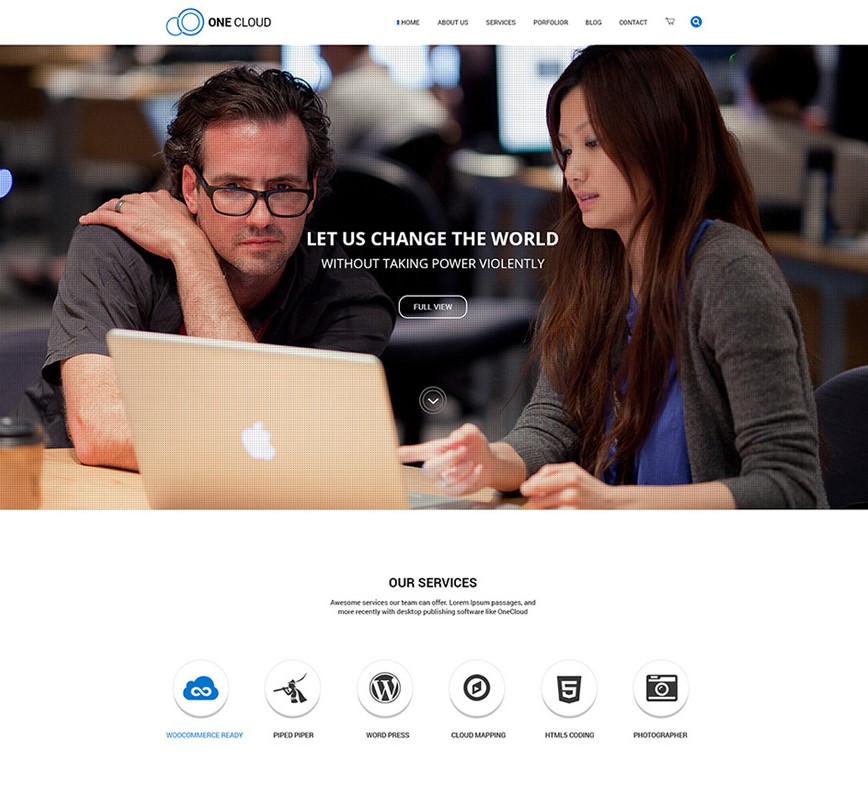 ONE CLOUD
HOME ABOUT US SERVICES PORFOLIOR BLOG CONTACT
LET US CHANGE THE WORLD
WITHOUT TAKING POWER VIOLENTLY
FULL VIEW
OUR SERVICES
Awesome services our team can offer. Lorem Ipsum passages, and
more recently with desktop publishing software like OneCloud
WOOCOMMERCE READY PIPED PIPER WORD PRESS CLOUD MAPPING HTML5 CODING PHOTOGRAPHER